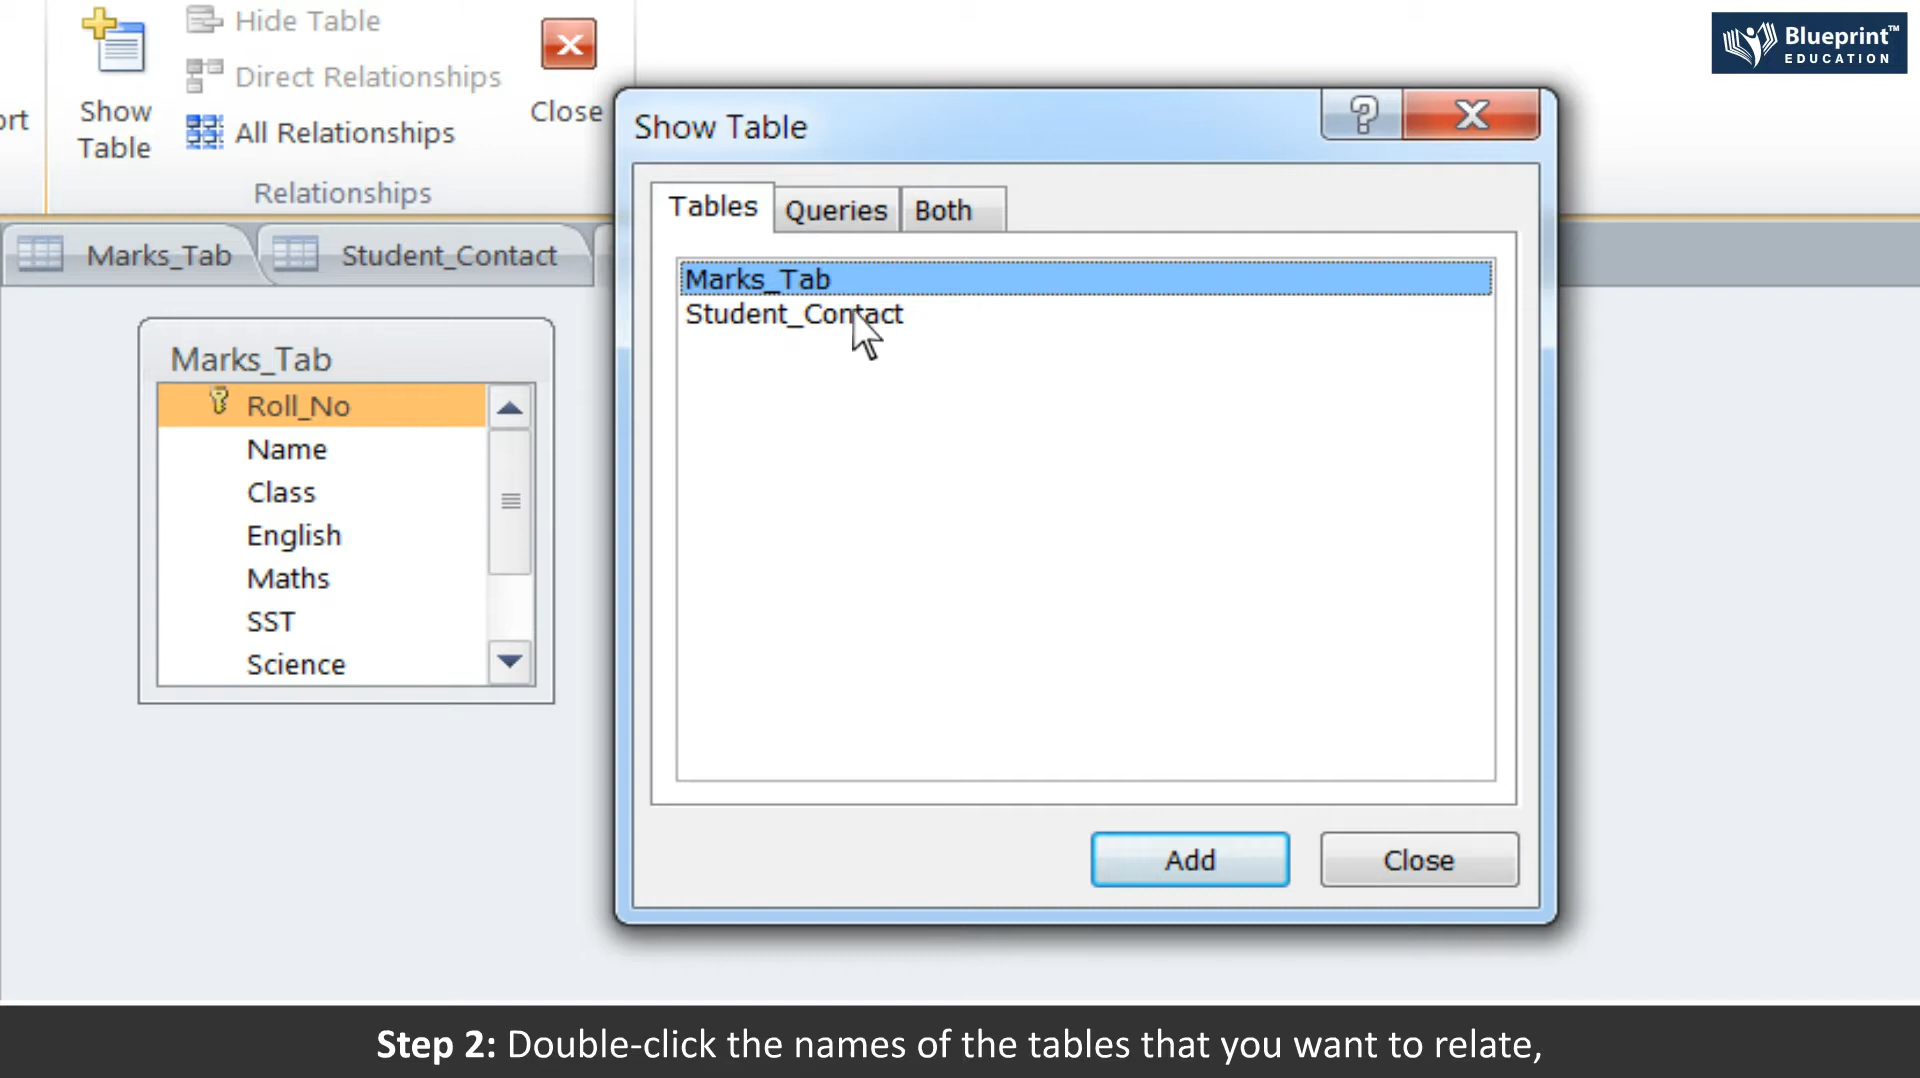 Hide Table
Direct Relationships
All Relationships
Show
Table
Close
ort
Relationships
Blueprint™
EDUCATION
Show Table
Tables
Queries
Both
Marks_Tab
Student_Contact
Marks_Tab
Student_Contact
Marks_Tab
Roll_No
Name
Class
English
Maths
SST
Science
Add
Close
Step 2: Double-click the names of the tables that you want to relate,